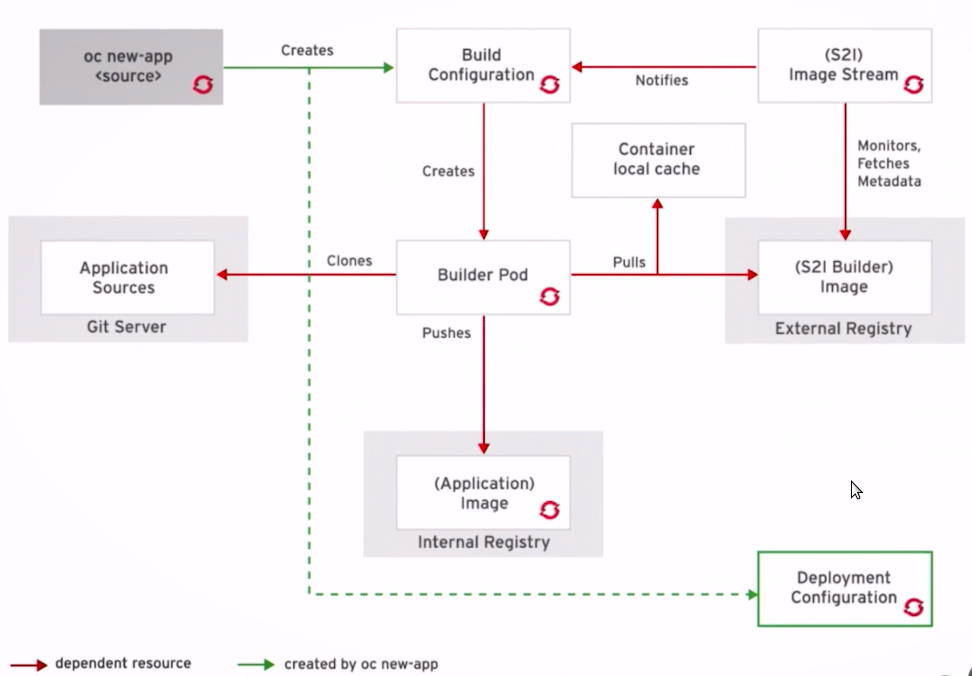 oc new-app
<source>
Creates
Build
Configuration
Notifies
(S2I)
Image Stream
Creates
Container
local cache
Monitors,
Fetches
Metadata
Application
Sources
Git Server
Clones
Builder Pod
Pulls
(S2I Builder)
Image
External Registry
Pushes
(Application)
Image
Internal Registry
Deployment
Configuration
dependent resource
created by oc new-app